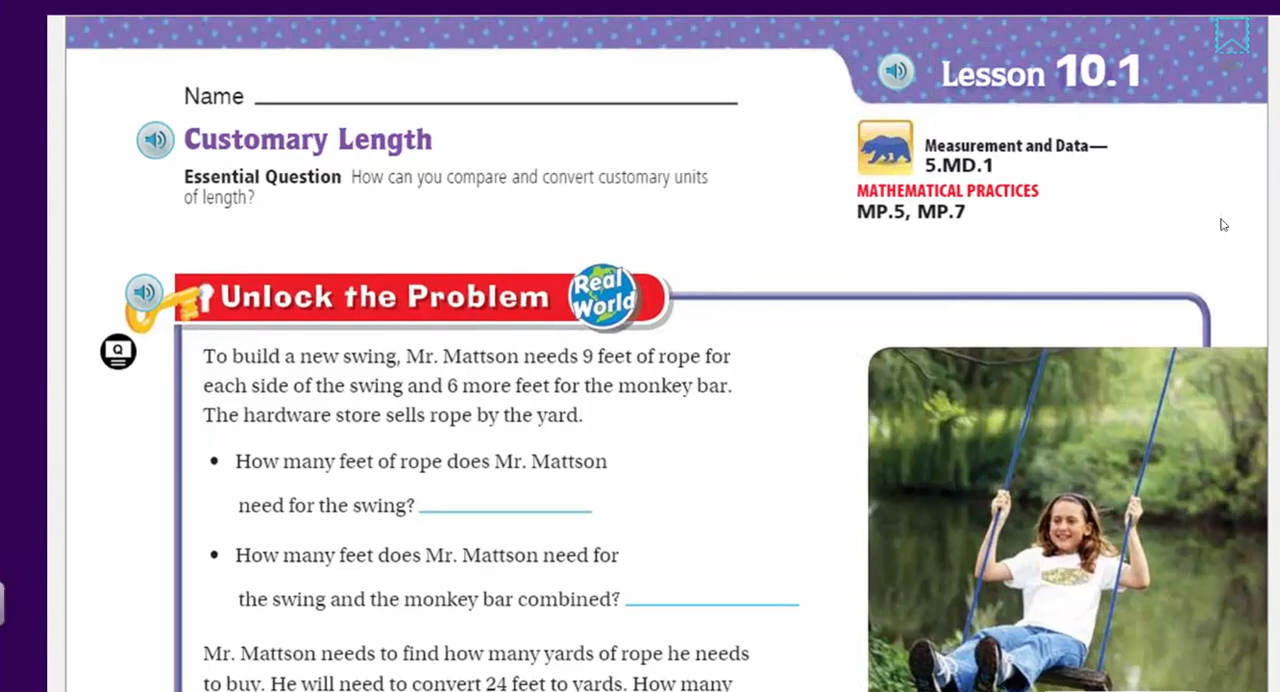 Lesson 10.1
Name
Customary Length
Essential Question How can you compare and convert customary units
of length?
Measurement and Data—
5.MD.1
MATHEMATICAL PRACTICES
MP.5, MP.7
Unlock the Problem
Real
World
Q
To build a new swing, Mr. Mattson needs 9 feet of rope for
each side of the swing and 6 more feet for the monkey bar.
The hardware store sells rope by the yard.
• How many feet of rope does Mr. Mattson
need for the swing?
• How many feet does Mr. Mattson need for
the swing and the monkey bar combined?
Mr. Mattson needs to find how many yards of rope he needs
to buy. He will need to convert 24 feet to yards. How many